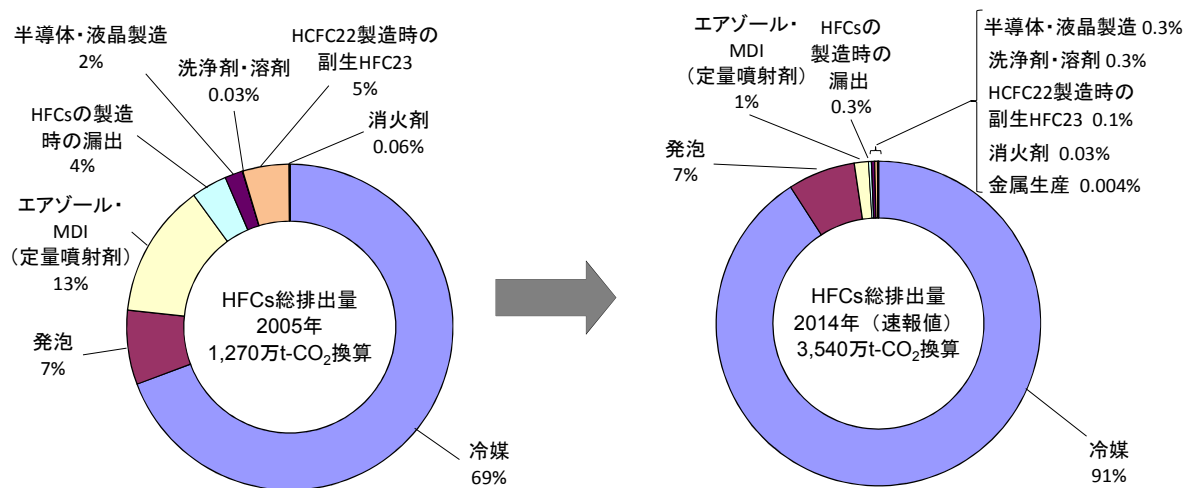 半導体・液晶製造
2%
洗浄剤・溶剤
0.03%
HCFC22製造時の
副生HFC23
5%
消火剤
0.06%
HFCsの製造
時の漏出
4%
エアゾール・
MDI
（定量噴射剤）
13%
発泡
7%
冷媒
69%
HFCs総排出量
2005年
1,270万t-CO2換算
エアゾール・
MDI
（定量噴射剤）
1%
HFCsの
製造時の
漏出
0.3%
半導体・液晶製造 0.3%
洗浄剤・溶剤 0.3%
HCFC22製造時の
副生HFC23 0.1%
消火剤 0.03%
金属生産 0.004%
発泡
7%
HFCs総排出量
2014年（速報値）
3,540万t-CO2換算
冷媒
91%